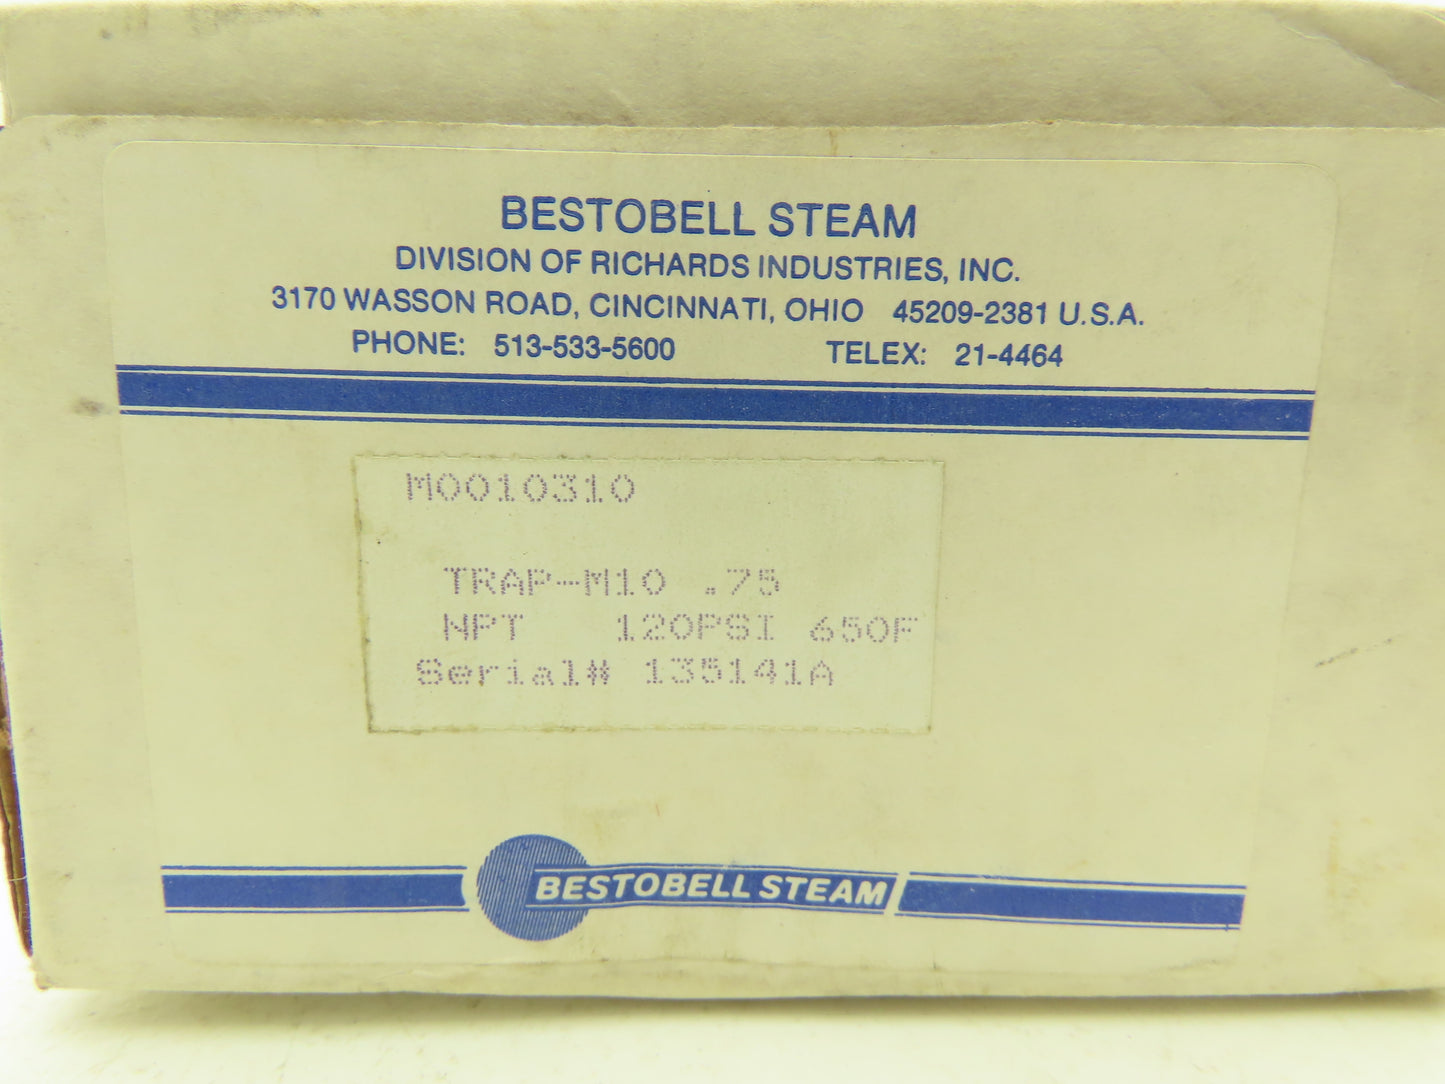 BESTOBELL STEAM
DIVISION OF RICHARDS INDUSTRIES, INC.
3170 WASSON ROAD, CINCINNATI, OHIO 45209-2381 U.S.A.
PHONE: 513-533-5600 TELEX: 21-4464
M0010310
TRAP-M10 .75
NPT 120PSI 650F
Serial# 135141A
BESTOBELL STEAM